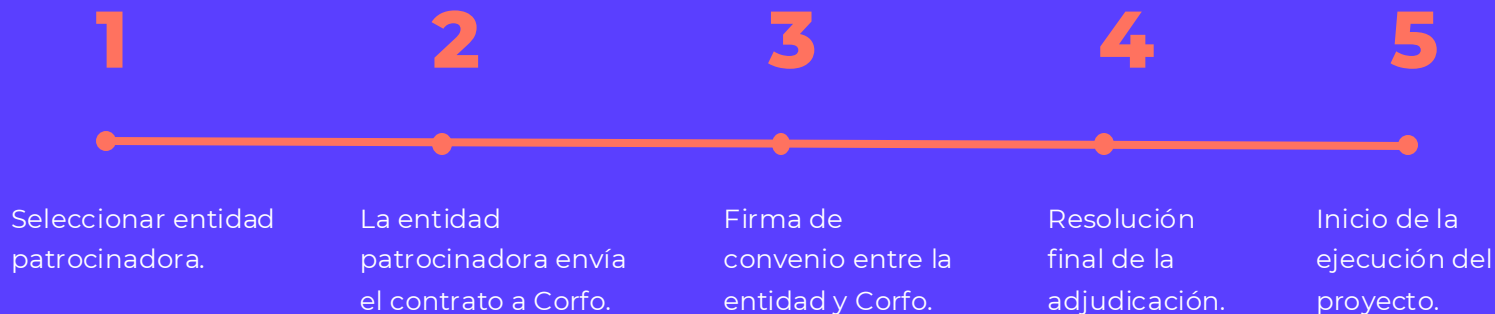 1
2
3
4
5
Seleccionar entidad
patrocinadora.
La entidad
patrocinadora envía
el contrato a Corfo.
Firma de
convenio entre la
entidad y Corfo.
Resolución
final de la
adjudicación.
Inicio de la
ejecución del
proyecto.